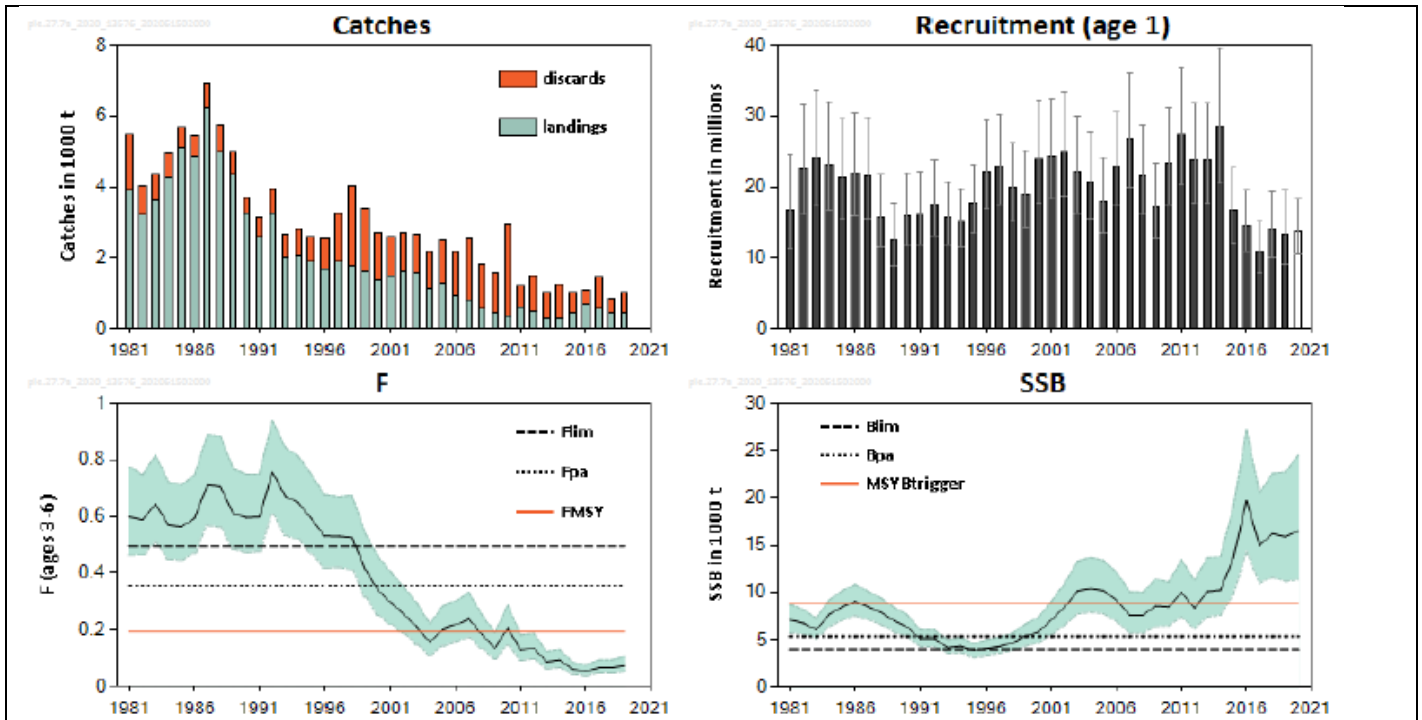 Catches
8
6
4
2
0
Catches in 1000 t
discards
landings
1981 1986 1991 1996 2001 2006 2011 2016 2021
Recruitment (age 1)
40
30
20
10
0
Recruitment in millions
1981 1986 1991 1996 2001 2006 2011 2016 2021
F
1
0.8
0.6
0.4
0.2
0
F (ages 3-6)
Flim
Fpa
FMSY
1981 1986 1991 1996 2001 2006 2011 2016 2021
SSB
30
25
20
15
10
5
0
SSB in 1000 t
Blim
Bpa
MSY Btrigger
1981 1986 1991 1996 2001 2006 2011 2016 2021